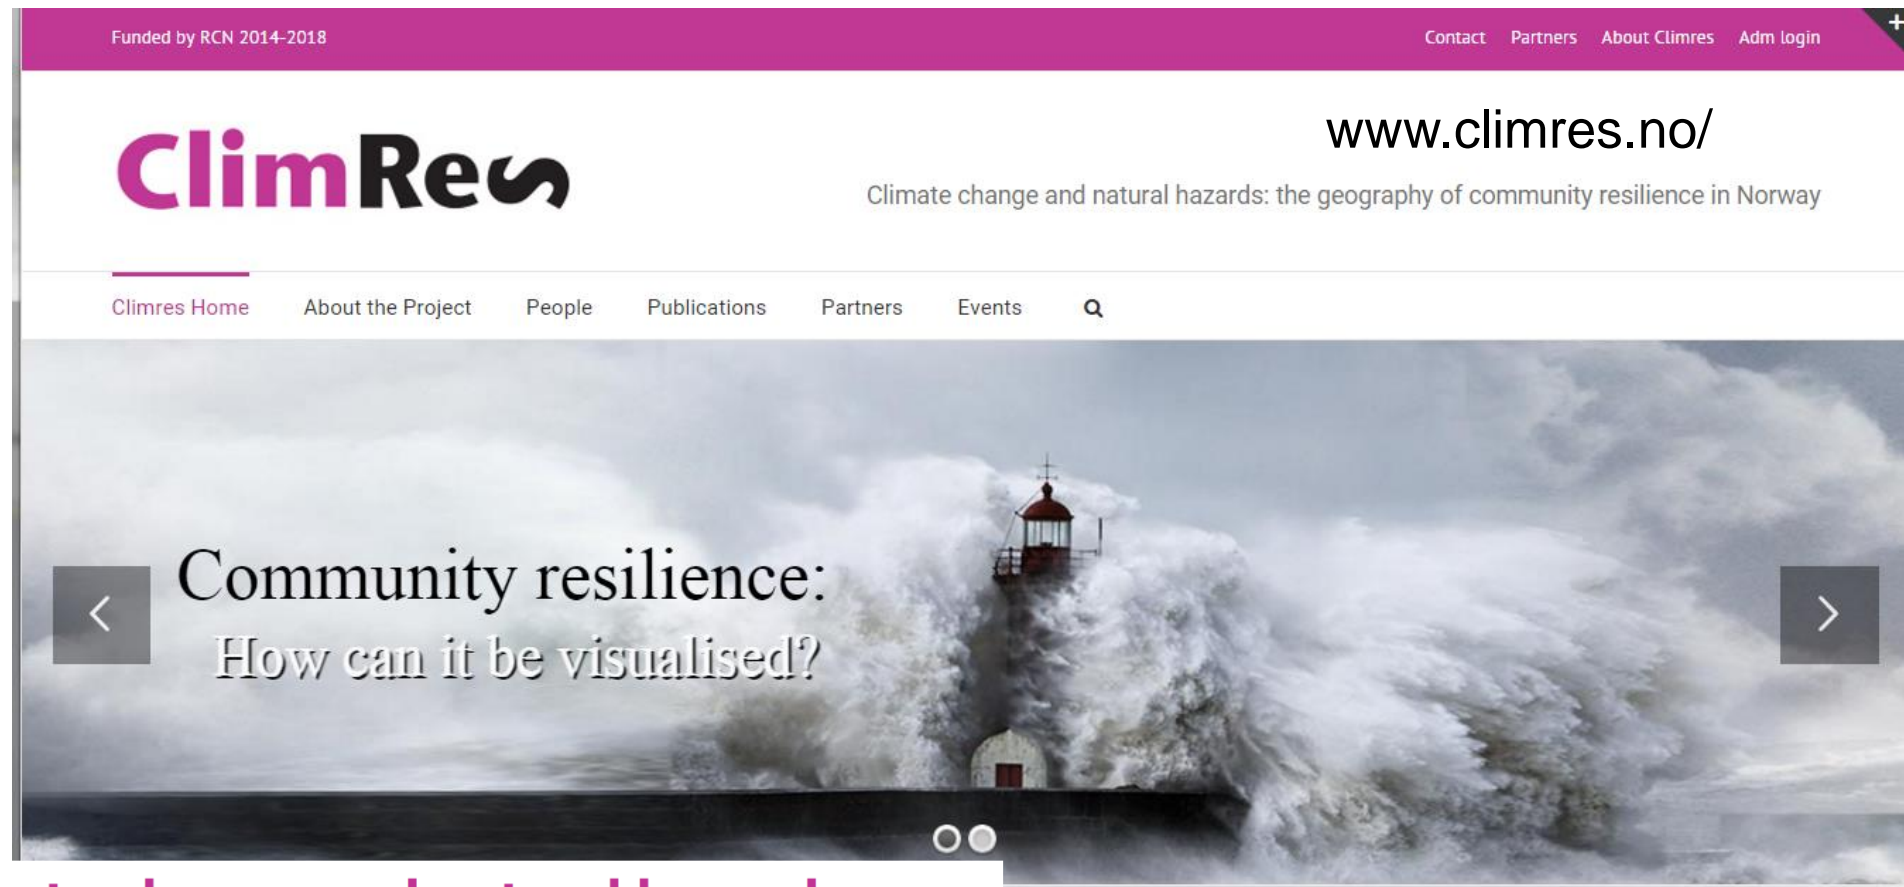 Funded by RCN 2014-2018
Contact Partners About Climres Adm login
ClimRes
www.climres.no/
Climate change and natural hazards: the geography of community resilience in Norway
Climres Home About the Project People Publications Partners Events
Community resilience:
How can it be visualised?